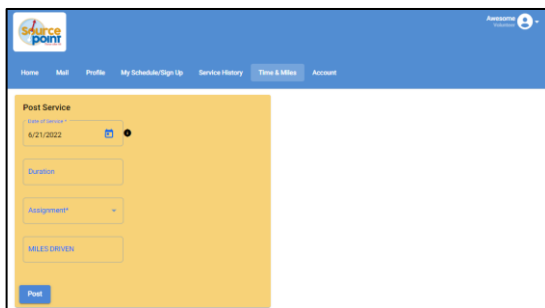 Source
point
Awesome
Volunteer
Home Mail Profile My Schedule/Sign Up Service History Time & Miles Account
Post Service
Date of Service *
6/21/2022
Duration
Assignment*
MILES DRIVEN
Post